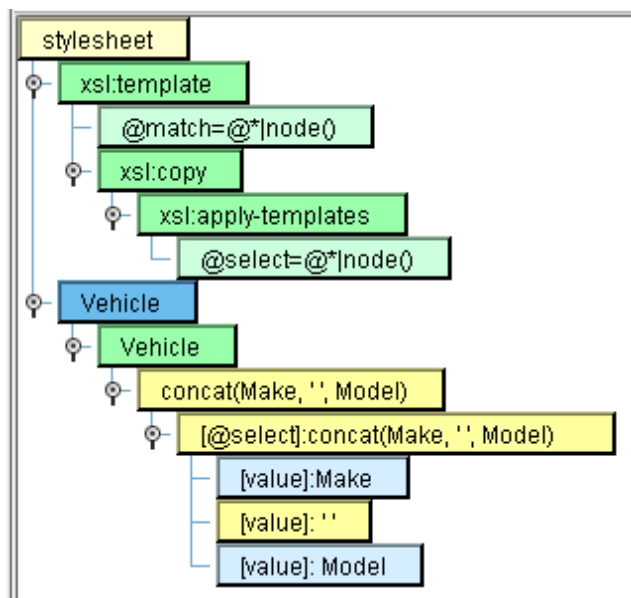 stylesheet
xsl:template
@match=@*|node()
xsl:copy
xsl:apply-templates
@select=@*|node()
Vehicle
Vehicle
concat(Make, ' ', Model)
[@select]:concat(Make, ' ', Model)
[value]:Make
[value]: ' '
[value]: Model